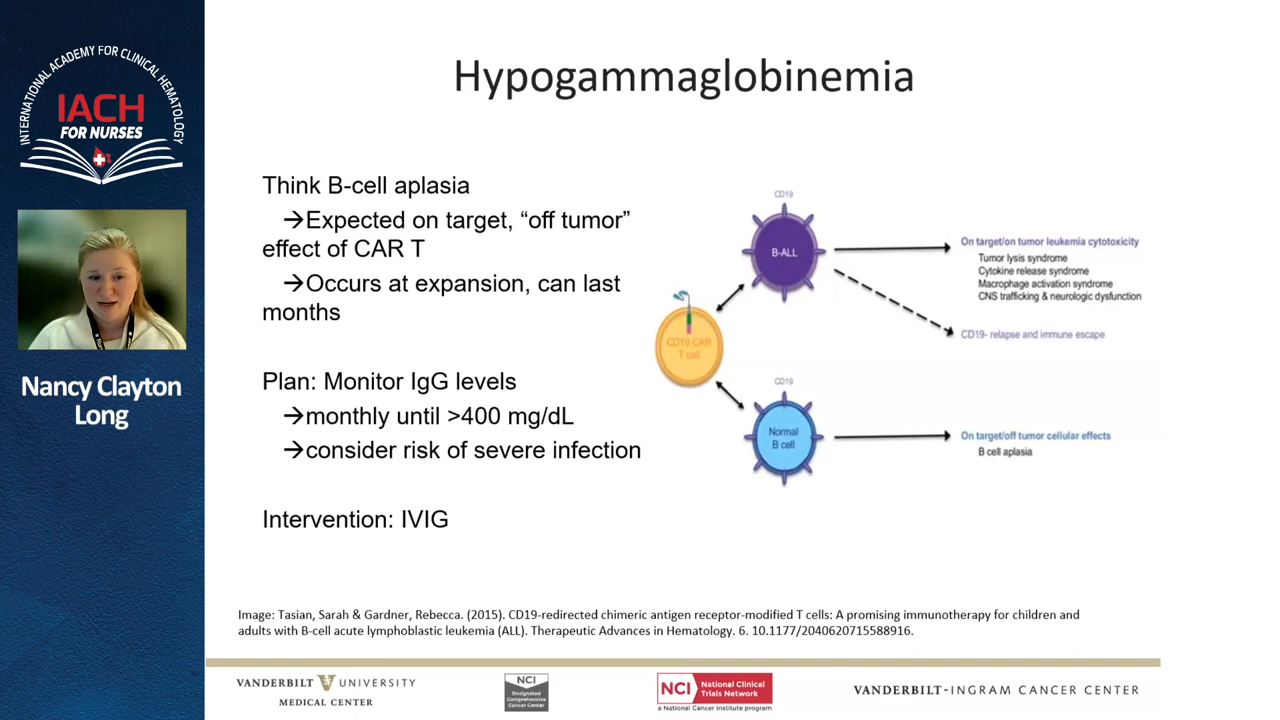 INTERNATIONAL ACADEMY FOR CLINICAL HEMATOLOGY
IACH
FOR NURSES
Nancy Clayton
Long
Hypogammaglobinemia
Think B-cell aplasia
→Expected on target, “off tumor”
effect of CAR T
→Occurs at expansion, can last
months
Plan: Monitor IgG levels
→monthly until >400 mg/dL
→consider risk of severe infection
Intervention: IVIG
CD19
B-ALL
On target/on tumor leukemia cytotoxicity
Tumor lysis syndrome
Cytokine release syndrome
Macrophage activation syndrome
CNS trafficking & neurologic dysfunction
CD19- relapse and immune escape
CD19 CAR
T cell
CD19
Normal
B cell
On target/off tumor cellular effects
B cell aplasia
Image: Tasian, Sarah & Gardner, Rebecca. (2015). CD19-redirected chimeric antigen receptor-modified T cells: A promising immunotherapy for children and
adults with B-cell acute lymphoblastic leukemia (ALL). Therapeutic Advances in Hematology. 6. 10.1177/2040620715588916.
VANDERBILT V UNIVERSITY
MEDICAL CENTER
NCI
Designated
Comprehensive
Cancer Center
NCI
National Clinical
Trials Network
a National Cancer Institute program
VANDERBILT-INGRAM CANCER CENTER